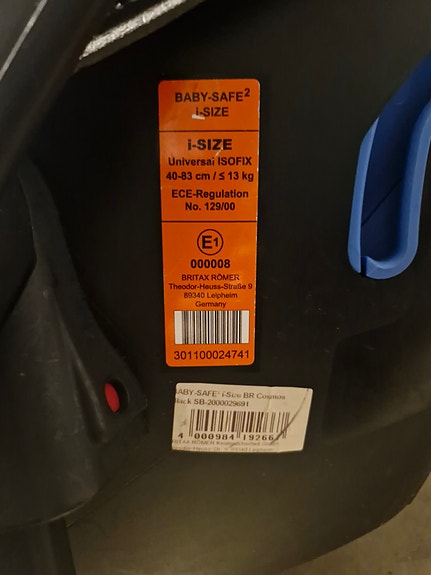 BABY-SAFE²
i-SIZE
i-SIZE
Universal ISOFIX
40-83 cm / ≤ 13 kg
ECE-Regulation
No. 129/00
E1
000008
BRITAX RÖMER
Theodor-Heuss-Straße 9
89340 Leipheim
Germany
301100024741
BABY-SAFE² i-Size BR Cosmos
Black SB-2000029691
4 000984 19266
RÖMER